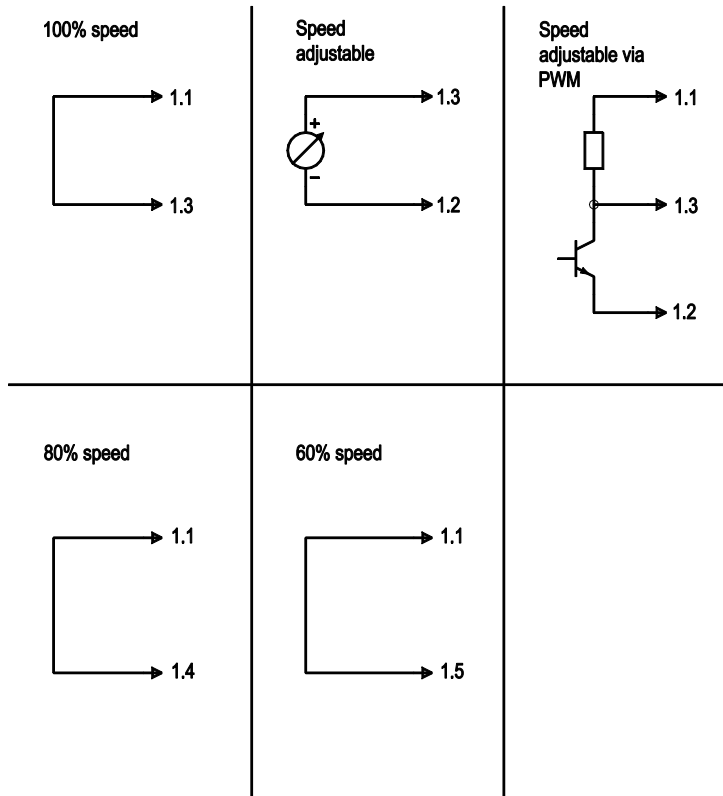 100% speed
1.1
1.3
Speed
adjustable
+
1.3
–
1.2
Speed
adjustable via
PWM
1.1
1.3
1.2
80% speed
1.1
1.4
60% speed
1.1
1.5